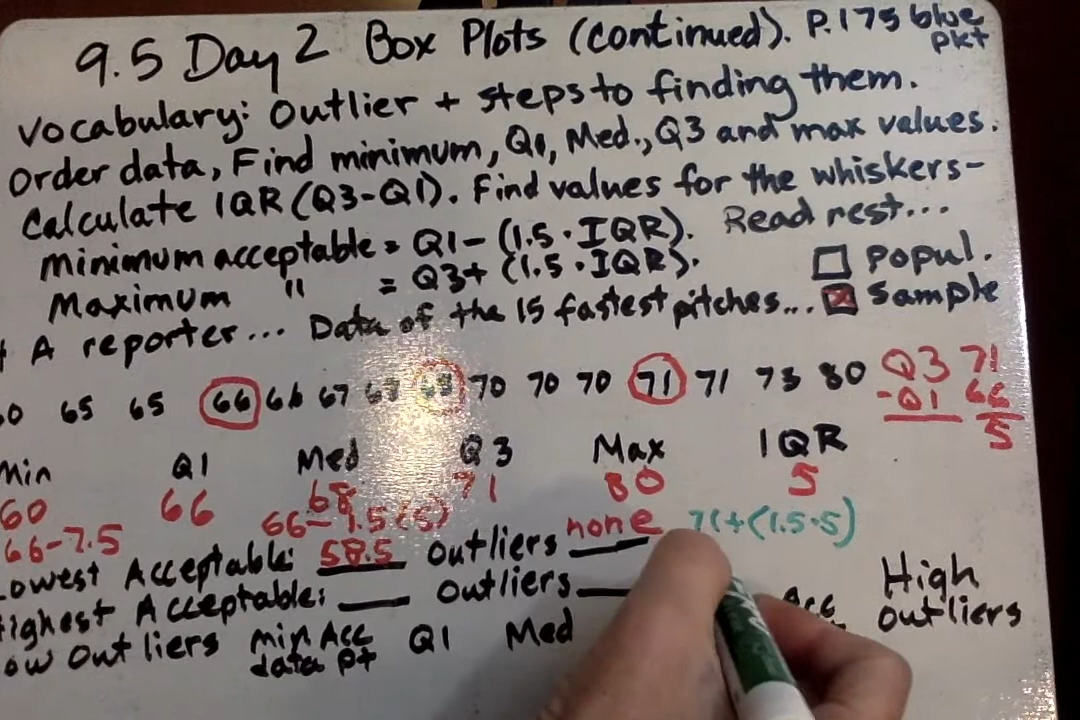 9.5 Day 2 Box Plots (continued). P.175 blue pkt
Vocabulary: Outlier + steps to finding them.
Order data, Find minimum, Q1, Med., Q3 and max values.
Calculate IQR (Q3-Q1). Find values for the whiskers-
minimum acceptable = Q1 - (1.5 · IQR). Read rest...
Maximum " = Q3 + (1.5 · IQR).
Popul.
A reporter... Data of the 15 fastest pitches... Sample
65 65 66 66 67 70 70 70 71 71 73 80
Q3 71
-Q1 66
5
Min Q1 Med Q3 Max IQR
60 66 68 71 80 5
66-7.5 66-1.5(5) none 71+(1.5·5)
Lowest Acceptable: 58.5 Outliers
Highest Acceptable: Outliers High
Outliers min Acc Q1 Med Acc outliers
data pt